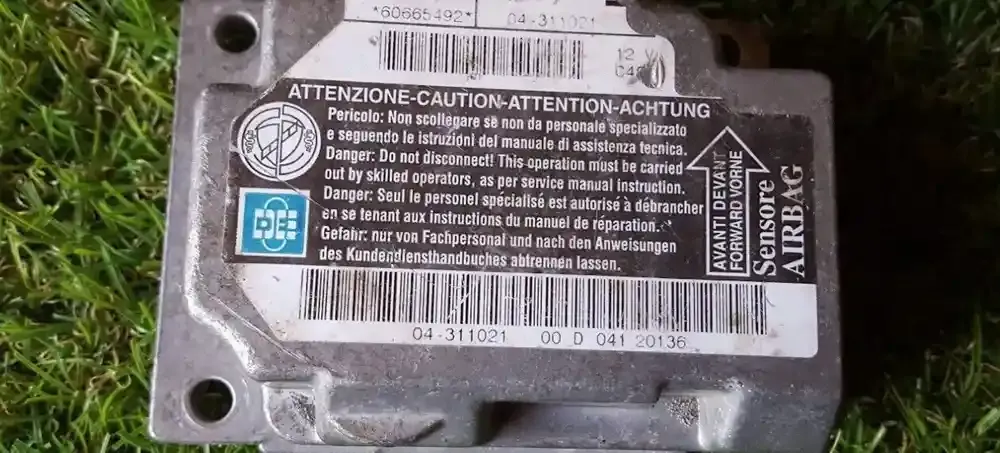 *60665492* 04-311021
12 V
ATTENZIONE-CAUTION-ATTENTION-ACHTUNG
Pericolo: Non scollegare se non da personale specializzato
e seguendo le istruzioni del manuale di assistenza tecnica.
Danger: Do not disconnect! This operation must be carried
out by skilled operators, as per service manual instruction.
Danger: Seul le personel spécialisé est autorisé à débrancher
en se tenant aux instructions du manuel de réparation.
Gefahr: nur von Fachpersonal und nach den Anweisungen
des Kundendiensthandbuches abtrennen lassen.
AVANTI DEVANT
FORWARD VORNE
Sensore
AIRBAG
04-311021 00 D 041 20136